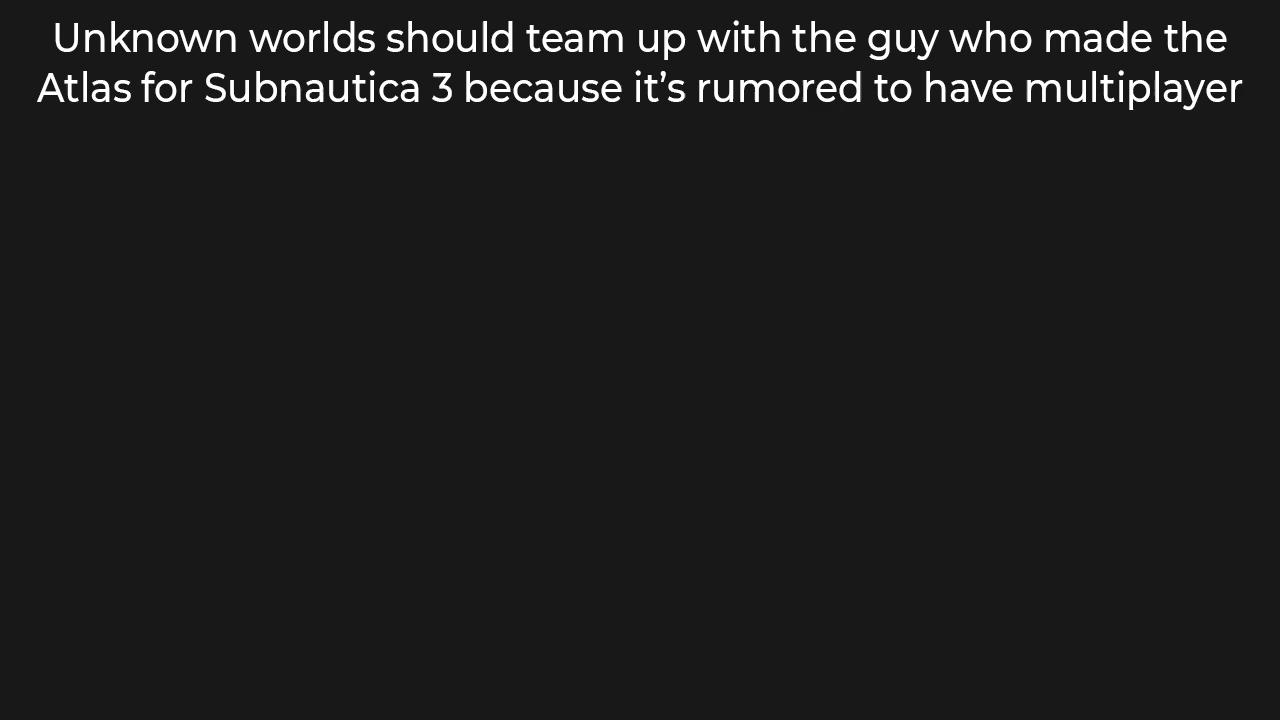 Unknown worlds should team up with the guy who made the
Atlas for Subnautica 3 because it’s rumored to have multiplayer